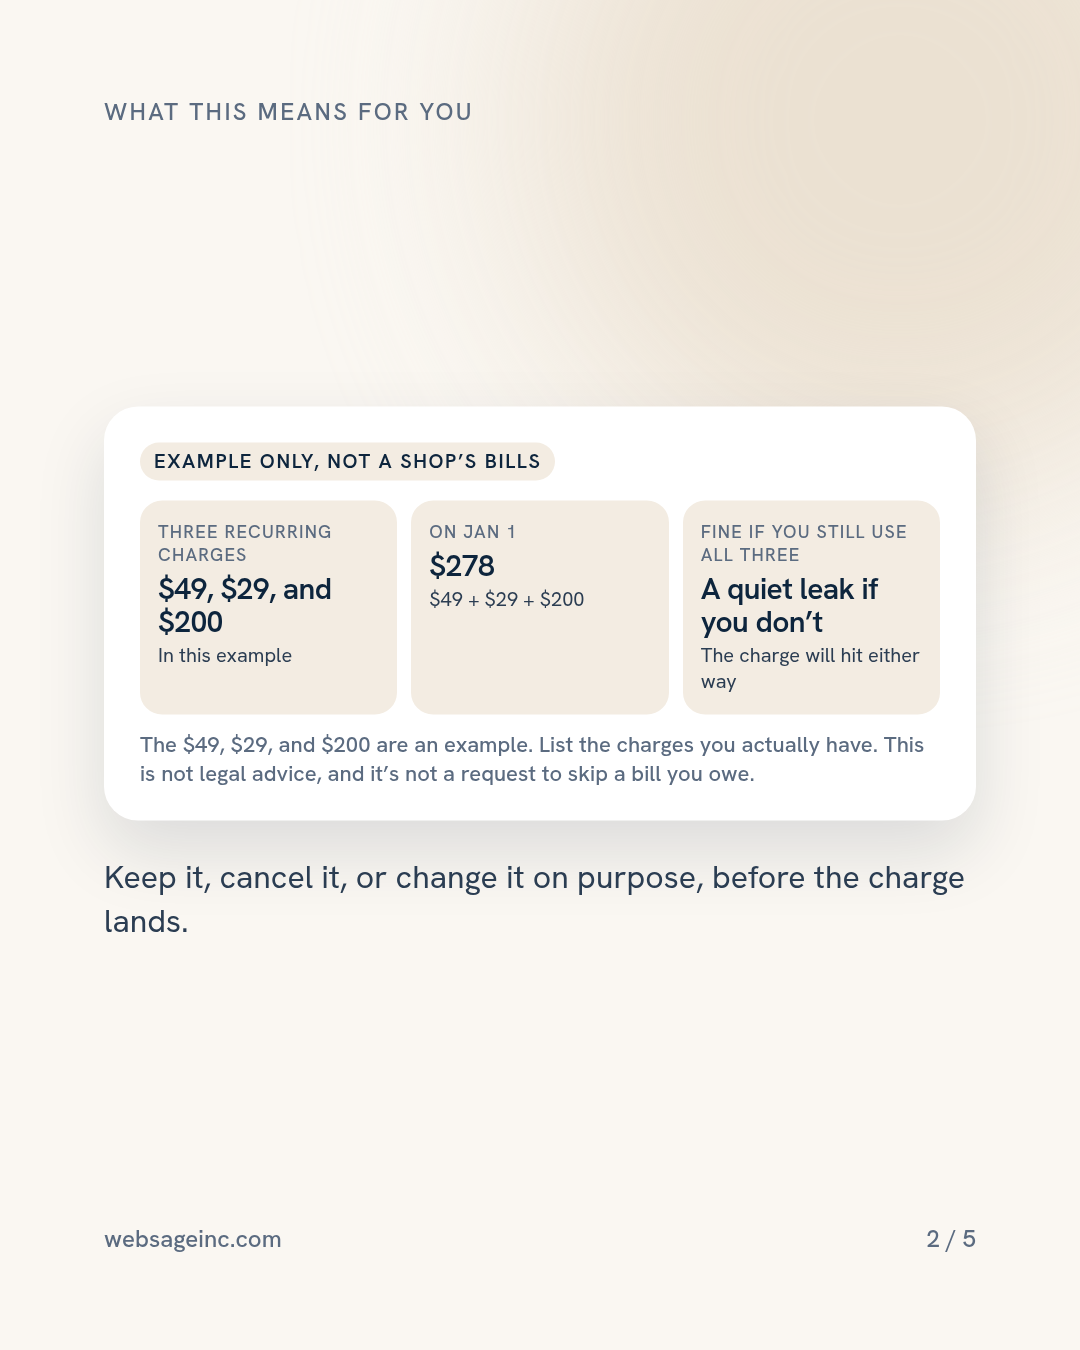 WHAT THIS MEANS FOR YOU
EXAMPLE ONLY, NOT A SHOP’S BILLS
THREE RECURRING
CHARGES
$49, $29, and
$200
In this example
ON JAN 1
$278
$49 + $29 + $200
FINE IF YOU STILL USE
ALL THREE
A quiet leak if
you don’t
The charge will hit either
way
The $49, $29, and $200 are an example. List the charges you actually have. This
is not legal advice, and it’s not a request to skip a bill you owe.
Keep it, cancel it, or change it on purpose, before the charge
lands.
websageinc.com
2 / 5